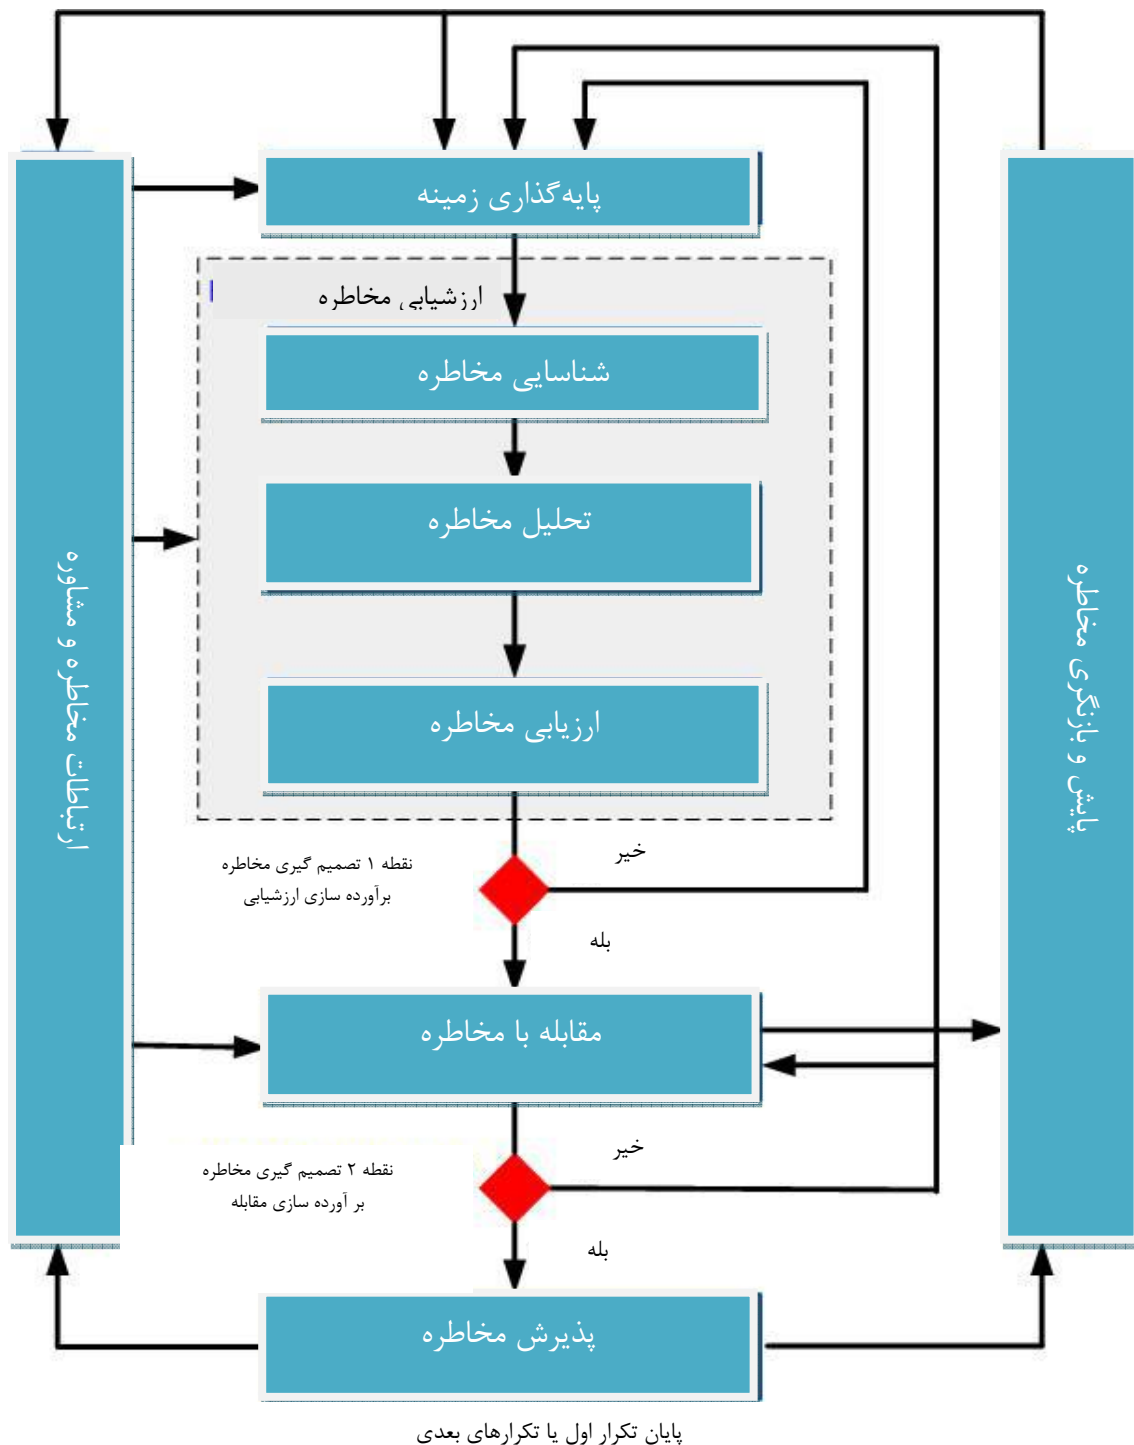 پایه‌گذاری زمینه
ارزشیابی مخاطره
شناسایی مخاطره
تحلیل مخاطره
ارزیابی مخاطره
خیر
نقطه ۱ تصمیم گیری مخاطره
برآورده سازی ارزشیابی
بله
مقابله با مخاطره
خیر
نقطه ۲ تصمیم گیری مخاطره
بر آورده سازی مقابله
بله
پذیرش مخاطره
پایان تکرار اول یا تکرارهای بعدی
ارتباطات مخاطره و مشاوره
پایش و بازنگری مخاطره